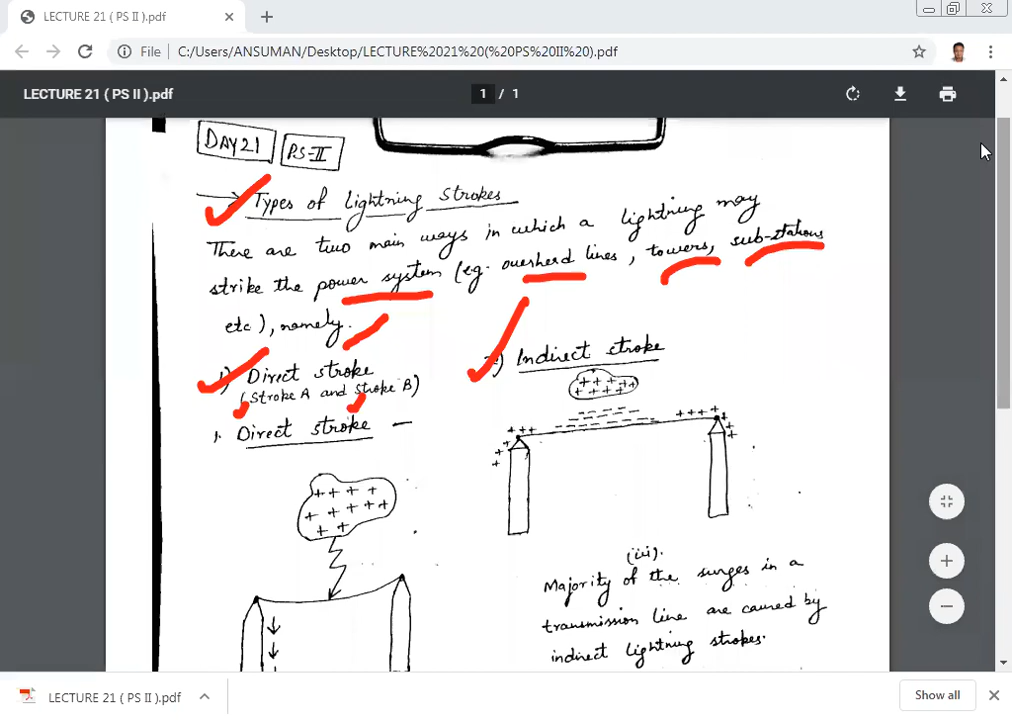 LECTURE 21 ( PS II ).pdf
File | C:/Users/ANSUMAN/Desktop/LECTURE%2021%20(%20PS%20II%20).pdf
LECTURE 21 ( PS II ).pdf
1 / 1
DAY 21
PS-II
Types of Lightning Strokes
There are two main ways in which a lightning may
strike the power system (eg. overhead lines, towers, sub-stations
etc), namely.
1) Direct stroke
(Stroke A and Stroke B)
2) Indirect stroke
1. Direct stroke —
(iii).
Majority of the surges in a
transmission line are caused by
indirect lightning strokes.
LECTURE 21 ( PS II ).pdf
Show all